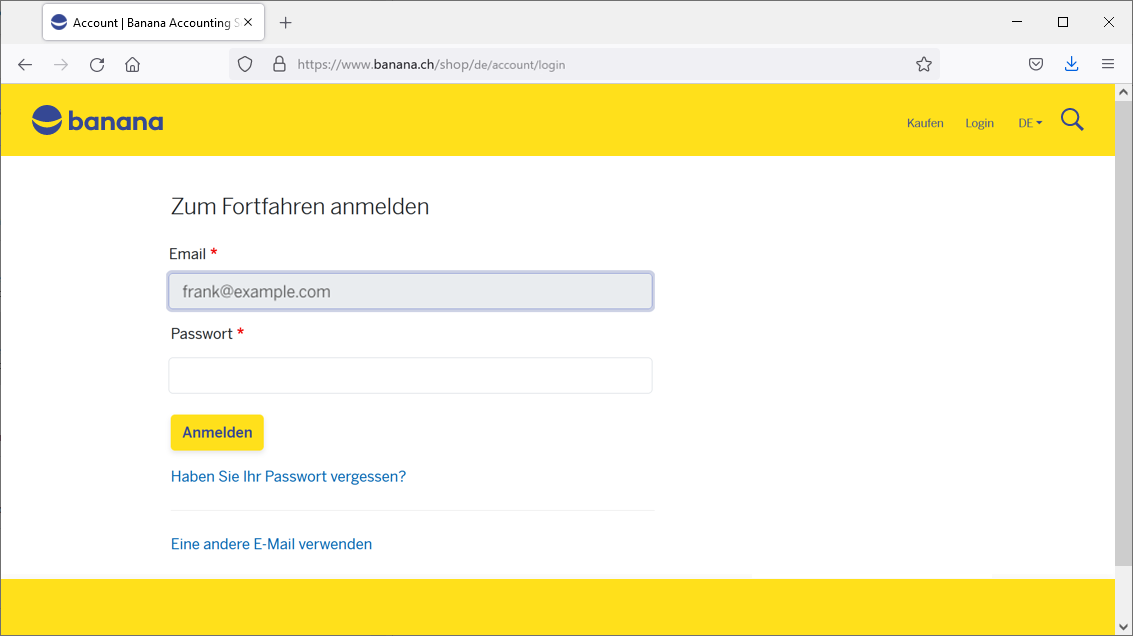 Account | Banana Accounting S
https://www.banana.ch/shop/de/account/login
banana
Kaufen Login DE
Zum Fortfahren anmelden
Email *
frank@example.com
Passwort *
Anmelden
Haben Sie Ihr Passwort vergessen?
Eine andere E-Mail verwenden